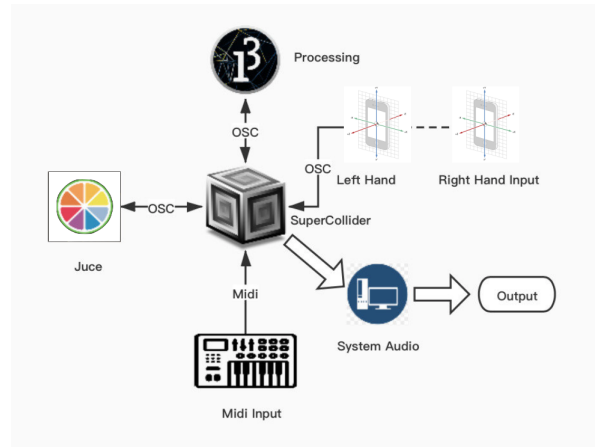 Processing
OSC
OSC
Left Hand
Right Hand Input
OSC
SuperCollider
Juce
Midi
Output
System Audio
Midi Input